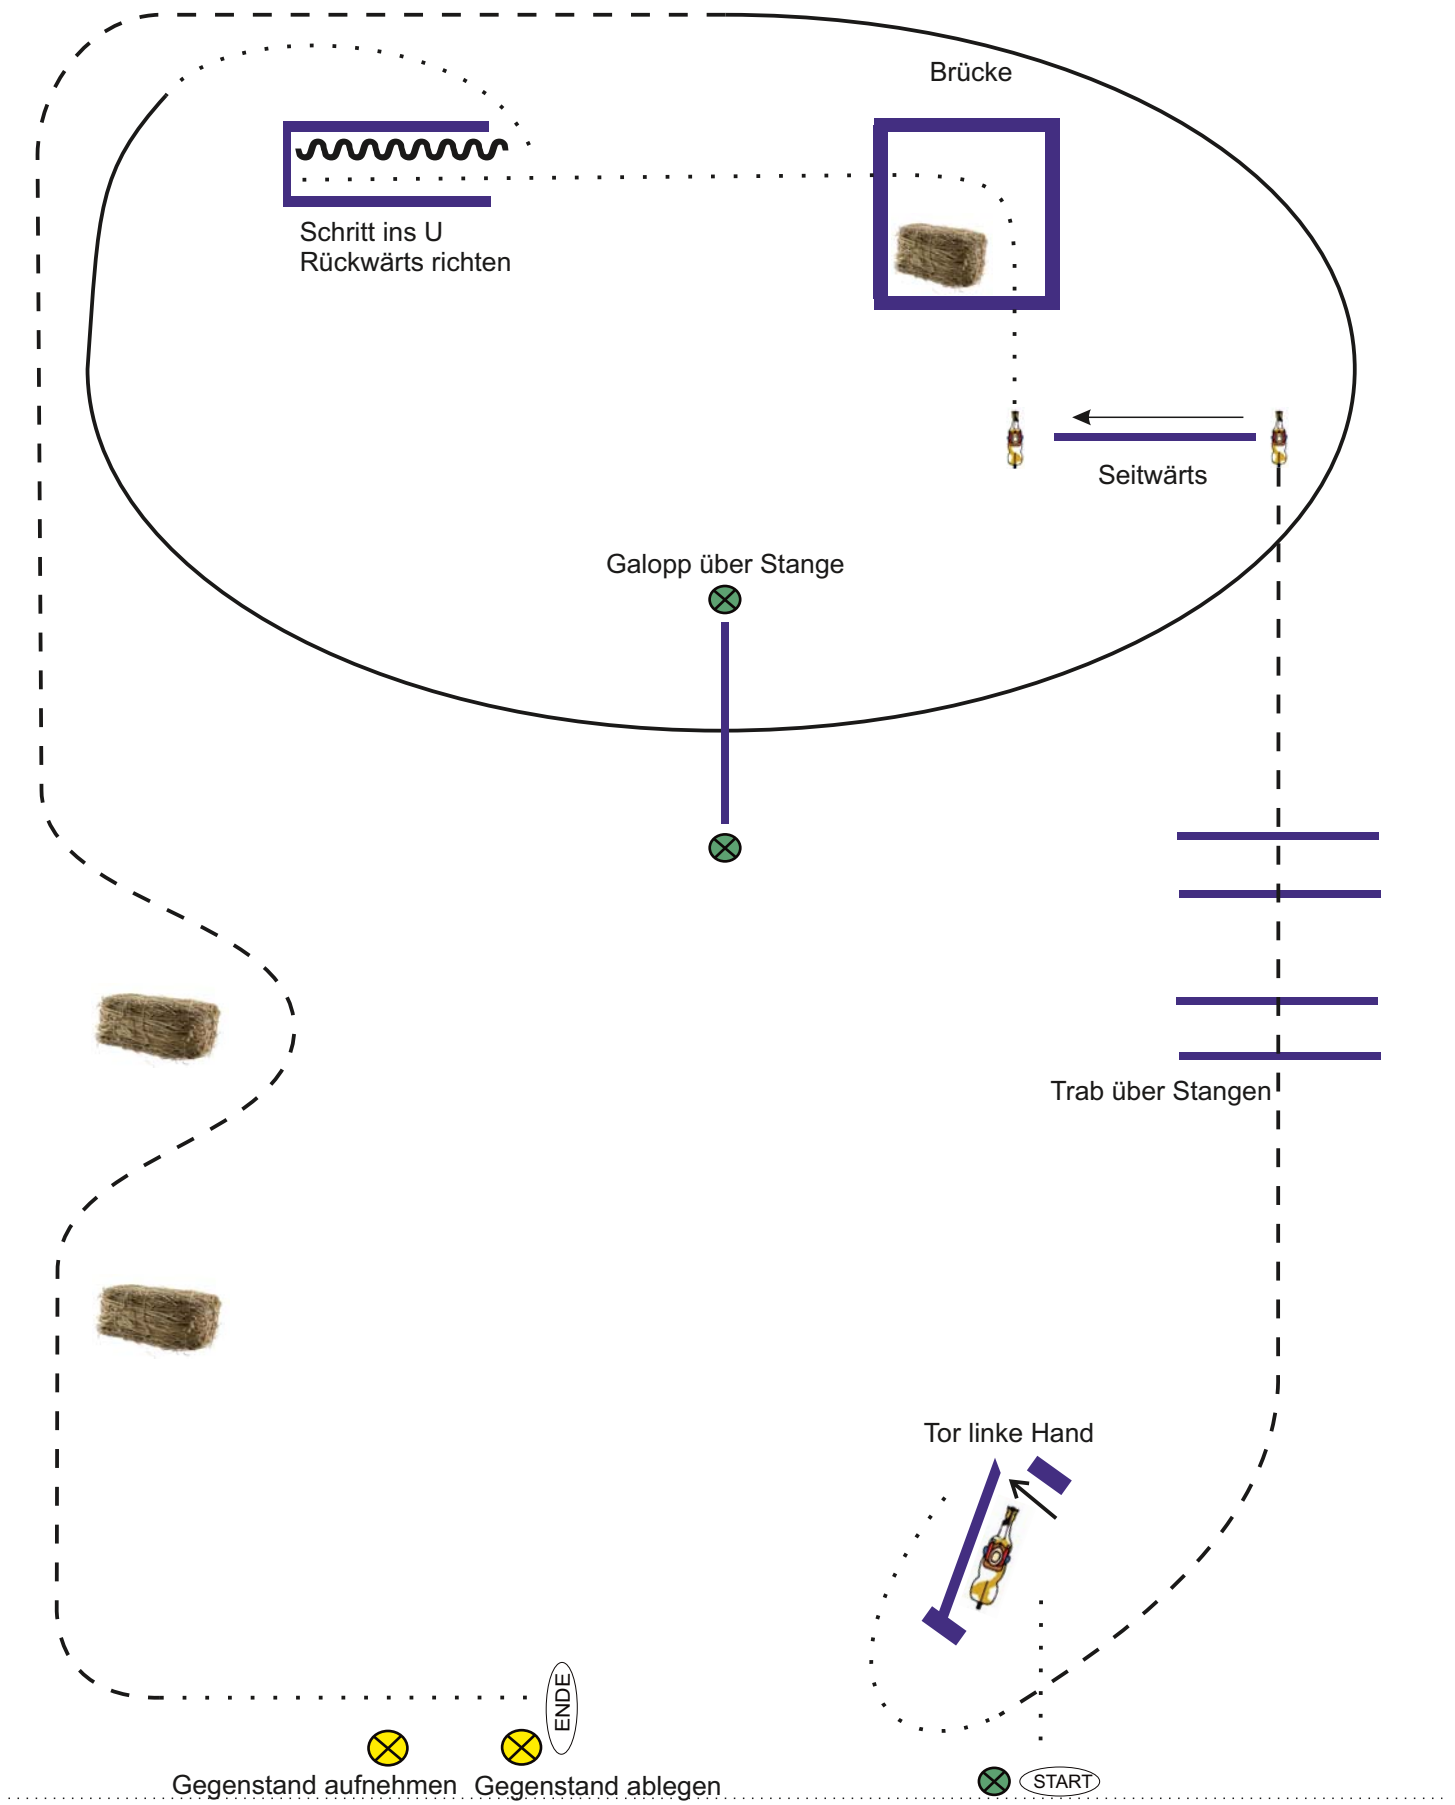 Brücke
Schritt ins U
Rückwärts richten
Seitwärts
Galopp über Stange
Trab über Stangen
Tor linke Hand
ENDE
START
Gegenstand aufnehmen
Gegenstand ablegen